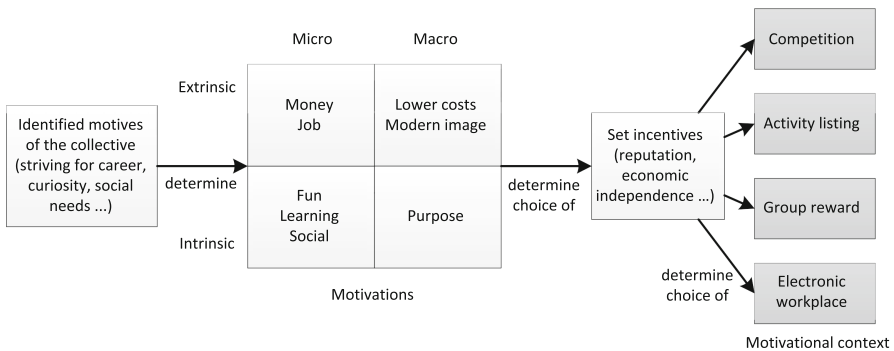 Micro
Macro
Extrinsic
Intrinsic
Identified motives
of the collective
(striving for career,
curiosity, social
needs ...)
determine
Money
Job
Lower costs
Modern image
Fun
Learning
Social
Purpose
Motivations
determine
choice of
Set incentives
(reputation,
economic
independence ...)
determine
choice of
Competition
Activity listing
Group reward
Electronic
workplace
Motivational context